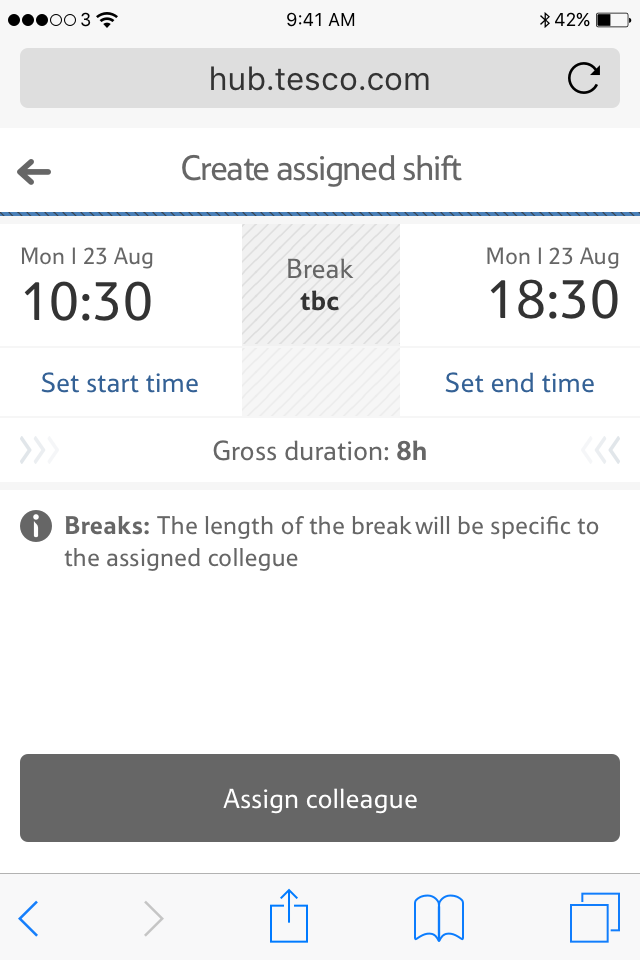 3 9:41 AM 42%
hub.tesco.com
Create assigned shift
Mon | 23 Aug
10:30
Break
tbc
Mon | 23 Aug
18:30
Set start time
Set end time
Gross duration: 8h
Breaks: The length of the break will be specific to
the assigned collegue
Assign colleague